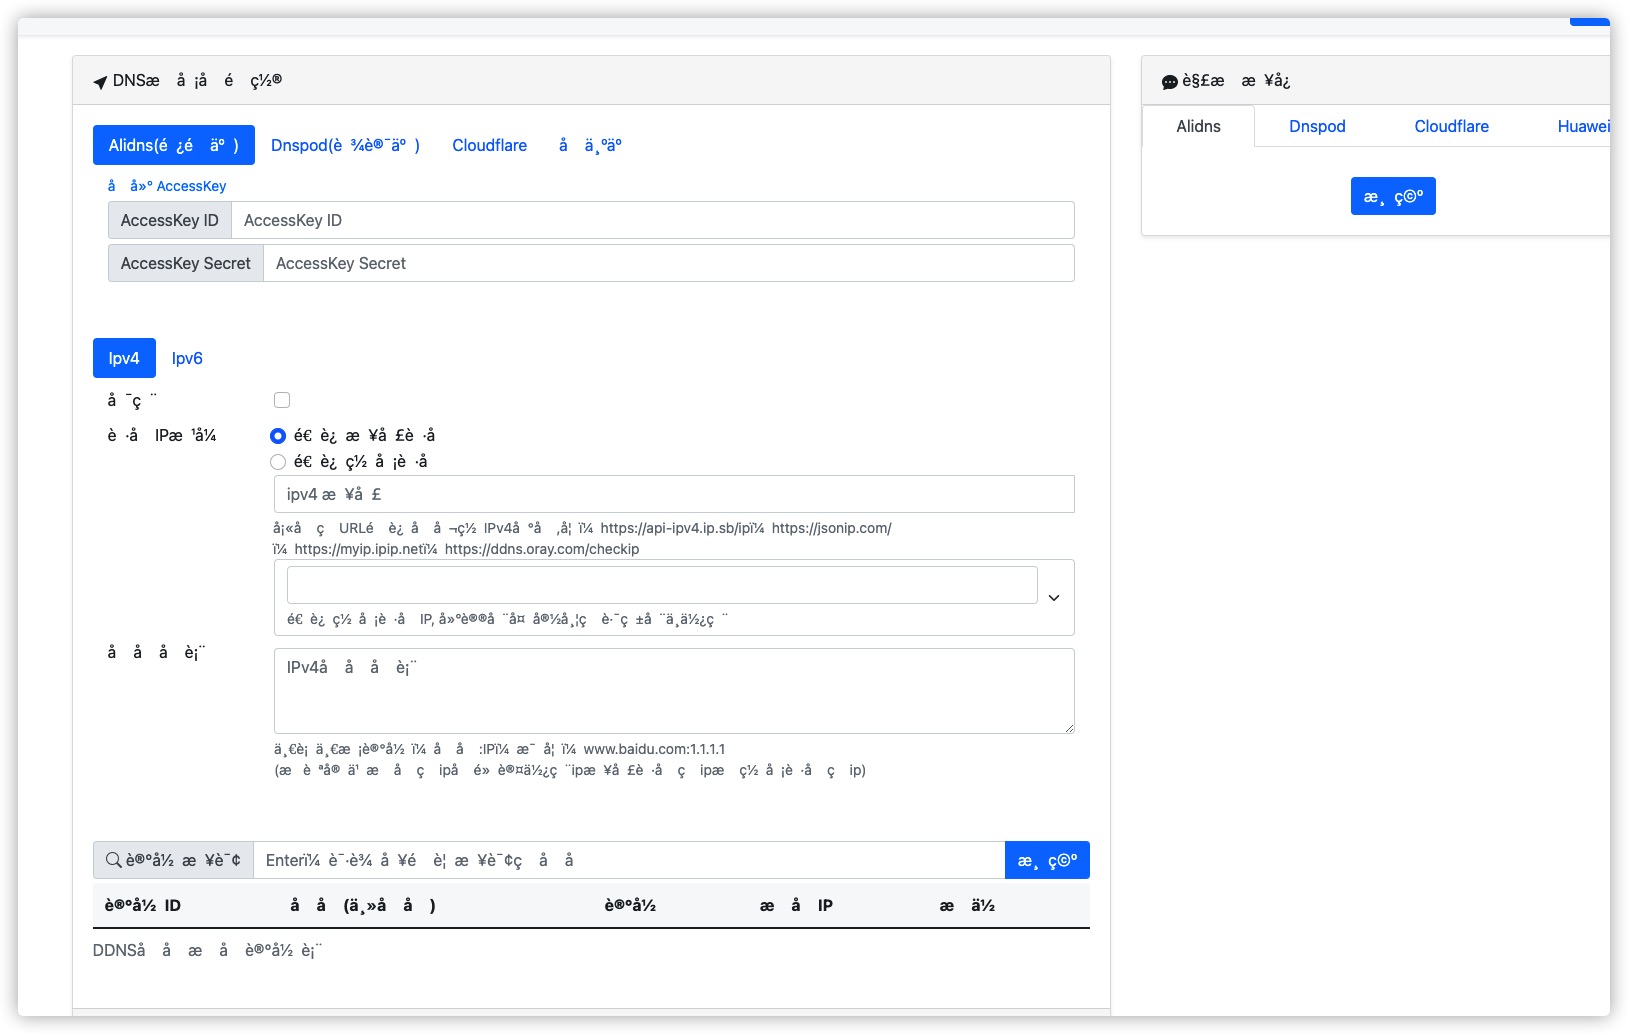 DNSæ å ¡å é ç½®
Alidns(é ¿é äº )
Dnspod(è ¾è®¯äº )
Cloudflare
å ä¸ºäº
å å»º AccessKey
AccessKey ID
AccessKey ID
AccessKey Secret
AccessKey Secret
Ipv4
Ipv6
å ¯ç ¨
è ·å IPæ ¹å¼
é€ è¿ æ ¥å £è ·å
é€ è¿ ç½ å ¡è ·å
ipv4 æ ¥å £
å¡«å ç URLé è¿ å å ¬ç½ IPv4å °å ,å¦ ï¼ https://api-ipv4.ip.sb/ipï¼ https://jsonip.com/
ï¼ https://myip.ipip.netï¼ https://ddns.oray.com/checkip
é€ è¿ ç½ å ¡è ·å IP, å»ºè®®å ¨å¤ å®½å¸¦ç è·¯ç ±å ¨ä¸­ä½¿ç ¨
å å å è¡¨
IPv4å å å è¡¨
ä¸€è¡ ä¸€æ ¡è®°å½ ï¼ å å :IPï¼ æ¯ å¦ ï¼ www.baidu.com:1.1.1.1
(æ è ªå® ä¹ æ å ç ipå é» è®¤ä½¿ç ¨ipæ ¥å £è ·å ç ipæ ç½ å ¡è ·å ç ip)
è®°å½ æ ¥è¯¢
Enterï¼ è¯·è¾ å ¥é è¦ æ ¥è¯¢ç å å
æ¸ ç©º
è®°å½ ID
å å (ä¸»å å )
è®°å½
æ å IP
æ ä½
DDNSå å æ å è®°å½ è¡¨
è§£æ æ ¥å¿
Alidns
Dnspod
Cloudflare
Huawei
æ¸ ç©º